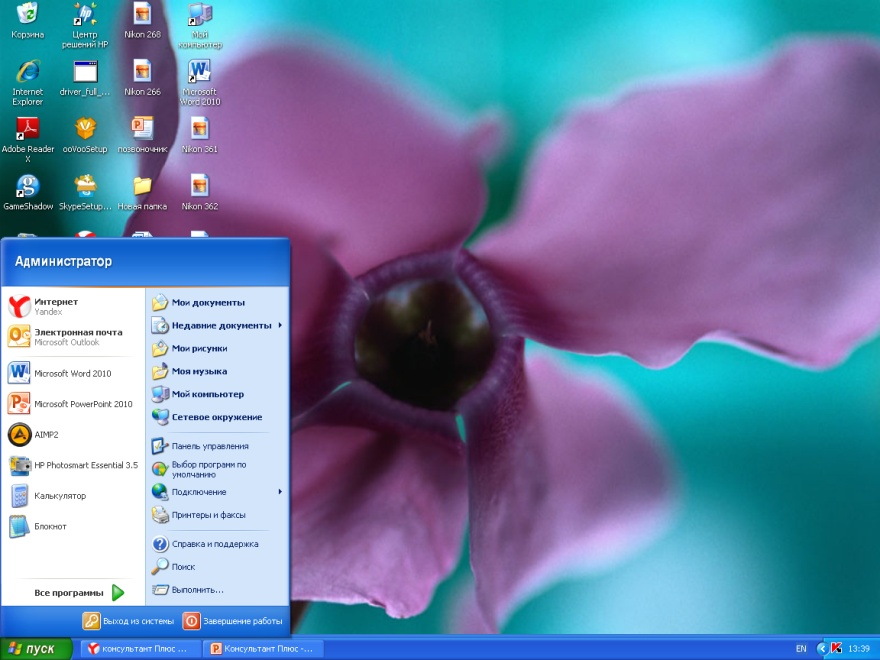 Корзина
Центр
решений HP
Nikon 268
Мой
компьютер
Internet
Explorer
driver_full_...
Nikon 266
Microsoft
Word 2010
Adobe Reader
X
ooVooSetup
позвоночник
Nikon 361
GameShadow
SkypeSetup...
Новая папка
Nikon 362
Администратор
Интернет
Yandex
Электронная почта
Microsoft Outlook
Microsoft Word 2010
Microsoft PowerPoint 2010
AIMP2
HP Photosmart Essential 3.5
Калькулятор
Блокнот
Все программы
Мои документы
Недавние документы
Мои рисунки
Моя музыка
Мой компьютер
Сетевое окружение
Панель управления
Выбор программ по
умолчанию
Подключение
Принтеры и факсы
Справка и поддержка
Поиск
Выполнить...
Выход из системы
Завершение работы
пуск
консультант Плюс ...
Консультант Плюс -...
EN
13:39